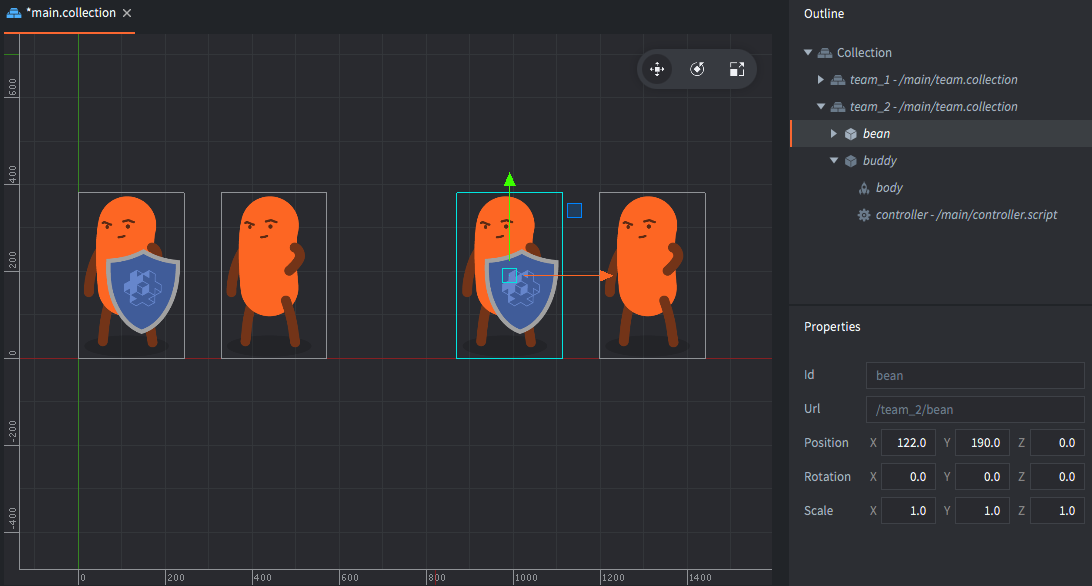 *main.collection ×
600
400
200
0
-200
-400
0
200
400
600
800
1000
1200
1400
Outline
Collection
team_1 - /main/team.collection
team_2 - /main/team.collection
bean
buddy
body
controller - /main/controller.script
Properties
Id bean
Url /team_2/bean
Position X 122.0 Y 190.0 Z 0.0
Rotation X 0.0 Y 0.0 Z 0.0
Scale X 1.0 Y 1.0 Z 1.0